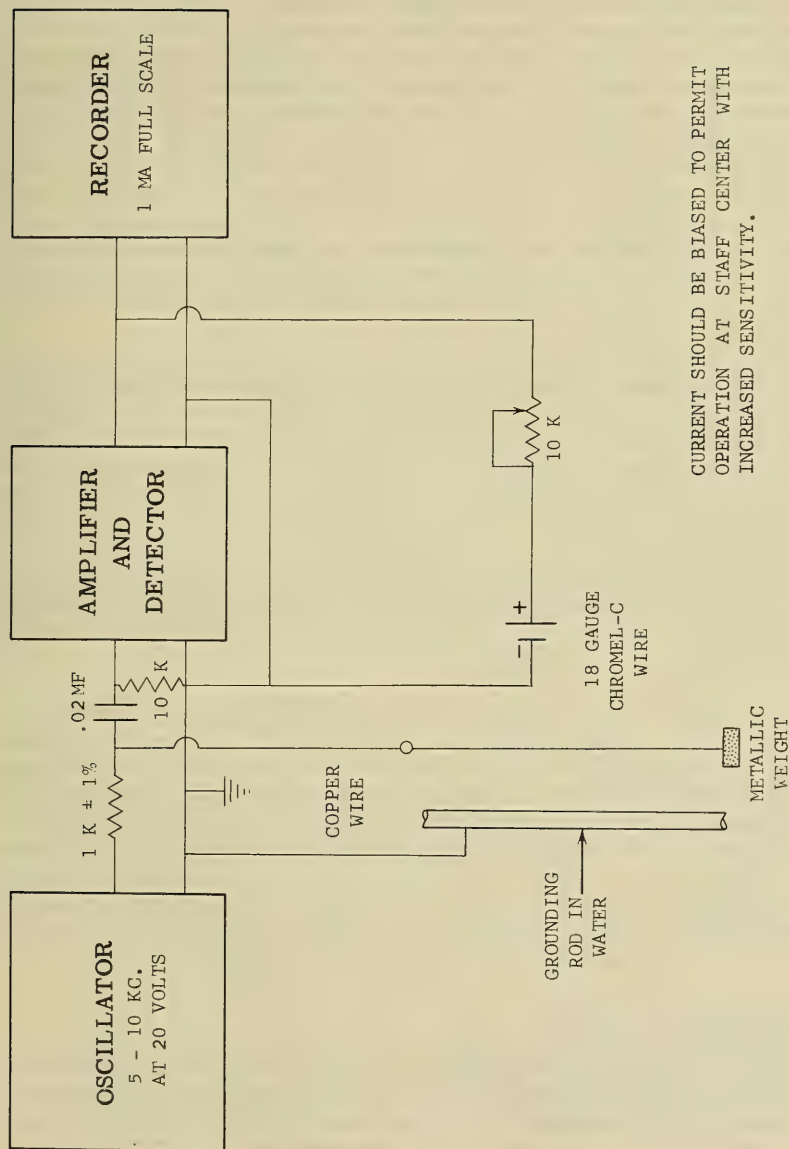 OSCILLATOR
5 - 10 KC.
AT 20 VOLTS
1 K ± 1%
.02 MF
10 K
AMPLIFIER
AND
DETECTOR
RECORDER
1 MA FULL SCALE
COPPER
WIRE
GROUNDING
ROD IN
WATER
METALLIC
WEIGHT
18 GAUGE
CHROMEL-C
WIRE
- +
10 K
CURRENT SHOULD BE BIASED TO PERMIT
OPERATION AT STAFF CENTER WITH
INCREASED SENSITIVITY.